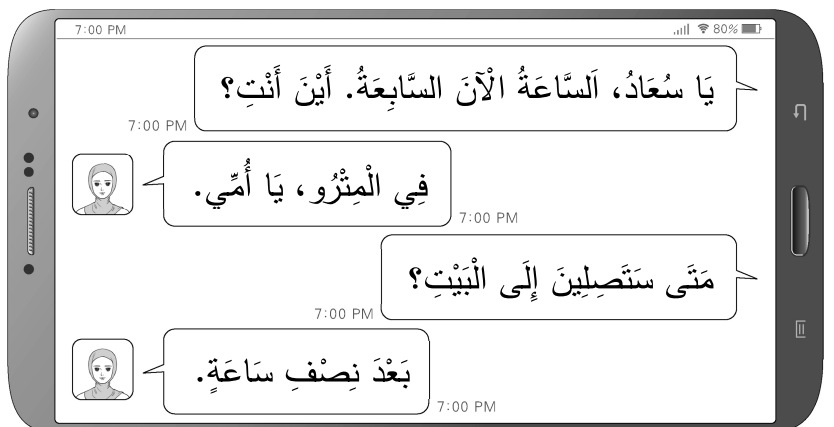 7:00 PM
80%
يَا سُعَادُ، اَلسَّاعَةُ الْآنَ السَّابِعَةُ. أَيْنَ أَنْتِ؟
7:00 PM
فِي الْمِتْرُو، يَا أُمِّي.
7:00 PM
مَتَى سَتَصِلِينَ إِلَى الْبَيْتِ؟
7:00 PM
بَعْدَ نِصْفِ سَاعَةٍ.
7:00 PM